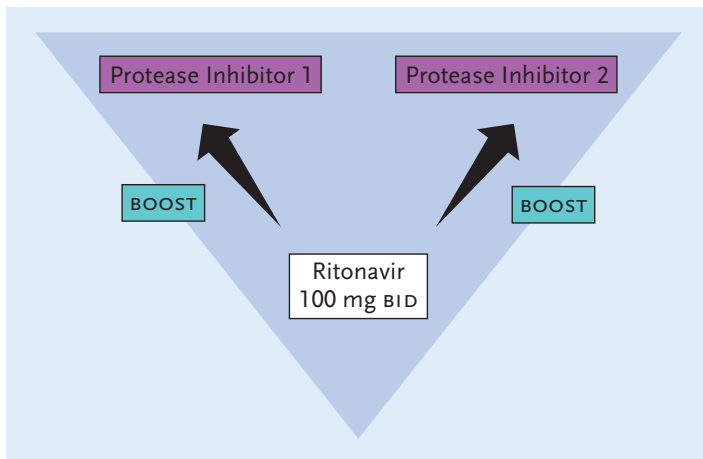 Protease Inhibitor 1
Protease Inhibitor 2
BOOST
BOOST
Ritonavir
100 mg BID